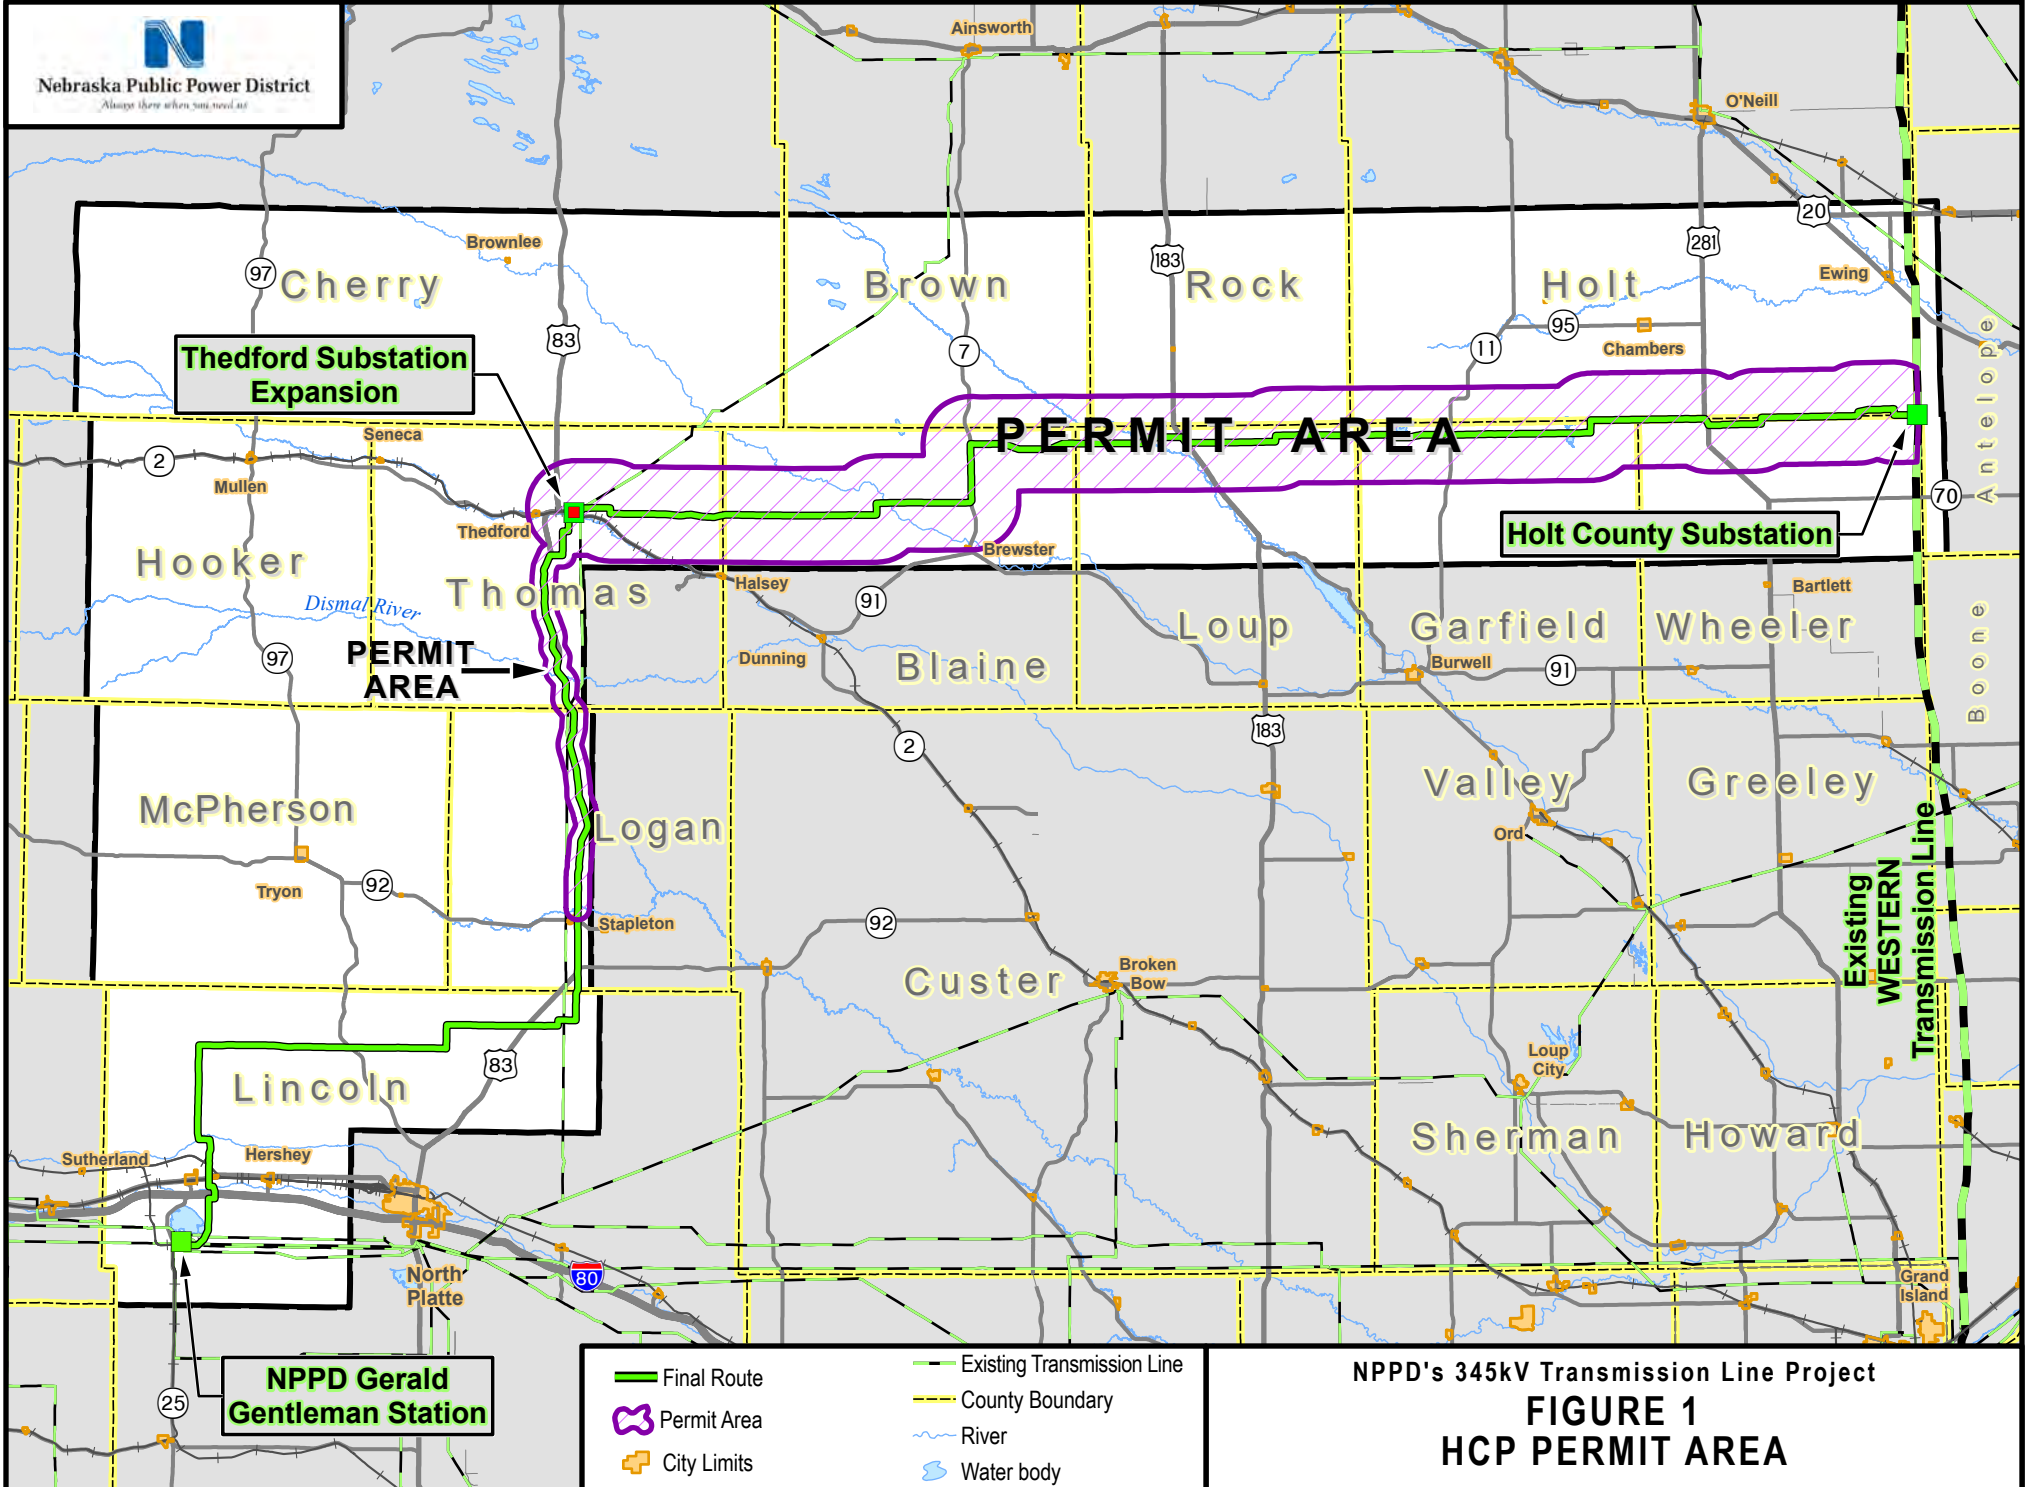 Nebraska Public Power District
Always there when you need us
Ainsworth
O'Neill
20
Brownlee
97
Cherry
Brown
183
Rock
281
Holt
Ewing
83
7
11
95
Chambers
Antelope
Thedford Substation
Expansion
PERMIT AREA
Seneca
2
Mullen
Thedford
70
Holt County Substation
Brewster
Hooker
Thomas
Halsey
91
Bartlett
Dismal River
Loup
Garfield
Wheeler
Boone
97
PERMIT
AREA
Dunning
Blaine
Burwell
91
2
183
McPherson
Logan
Valley
Greeley
Ord
Tryon
92
Stapleton
92
Custer
Broken
Bow
Existing
WESTERN
Transmission Line
83
Lincoln
Loup
City
Sherman
Howard
Sutherland
Hershey
North
Platte
80
Grand
Island
NPPD Gerald
Gentleman Station
25
Final Route
Permit Area
City Limits
Existing Transmission Line
County Boundary
River
Water body
NPPD's 345kV Transmission Line Project
FIGURE 1
HCP PERMIT AREA